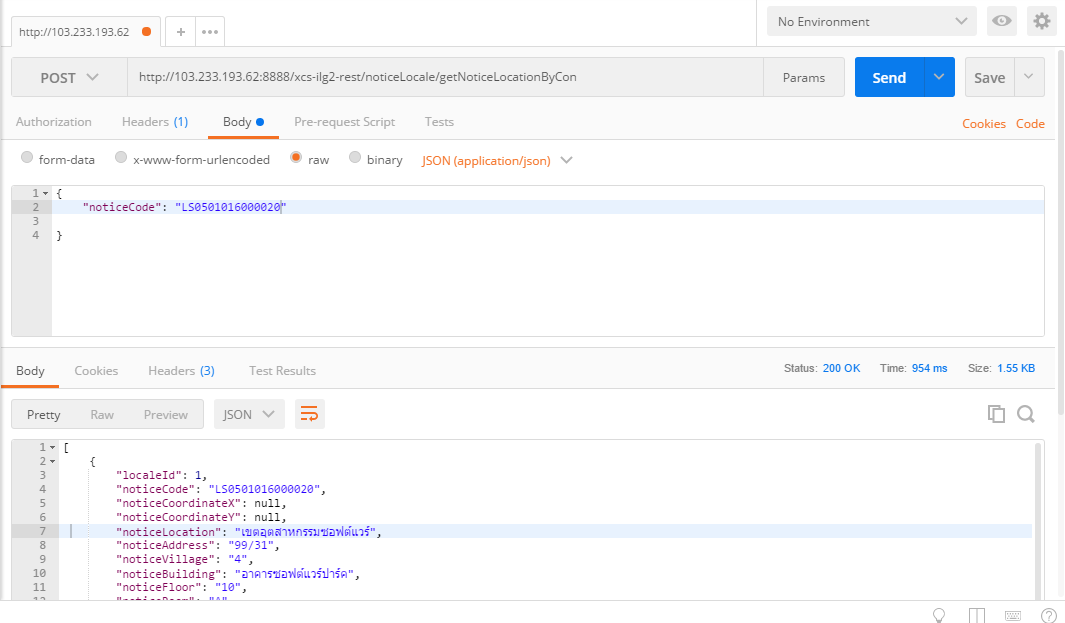 http://103.233.193.62
No Environment
POST http://103.233.193.62:8888/xcs-ilg2-rest/noticeLocale/getNoticeLocationByCon Params Send Save
Authorization Headers (1) Body Pre-request Script Tests Cookies Code
form-data x-www-form-urlencoded raw binary JSON (application/json)
1 {
2 "noticeCode": "LS0501016000020"
3
4 }
Body Cookies Headers (3) Test Results Status: 200 OK Time: 954 ms Size: 1.55 KB
Pretty Raw Preview JSON
1 [
2 {
3 "localeId": 1,
4 "noticeCode": "LS0501016000020",
5 "noticeCoordinateX": null,
6 "noticeCoordinateY": null,
7 "noticeLocation": "เขตอุตสาหกรรมซอฟต์แวร์",
8 "noticeAddress": "99/31",
9 "noticeVillage": "4",
10 "noticeBuilding": "อาคารซอฟต์แวร์ปาร์ค",
11 "noticeFloor": "10",